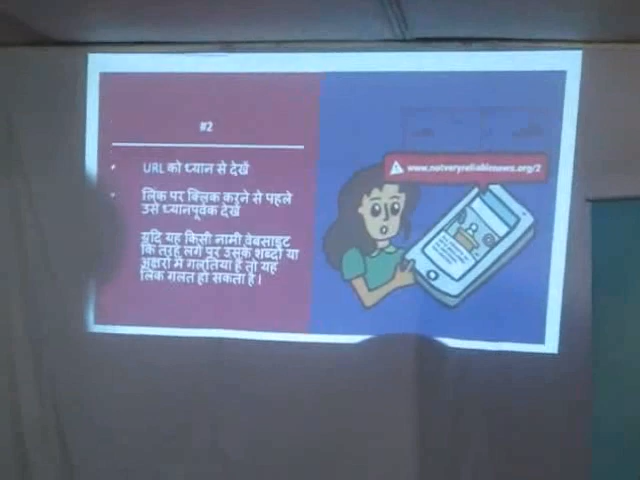 #2
URL को ध्यान से देखें
लिंक पर क्लिक करने से पहले
उसे ध्यानपूर्वक देखें
यदि यह किसी नामी वेबसाइट
कि तरह लगे पर उसके शब्दों या
अक्षरों में गलतियां हैं तो यह
लिंक गलत हो सकता है।
www.notveryreliablenews.org/2